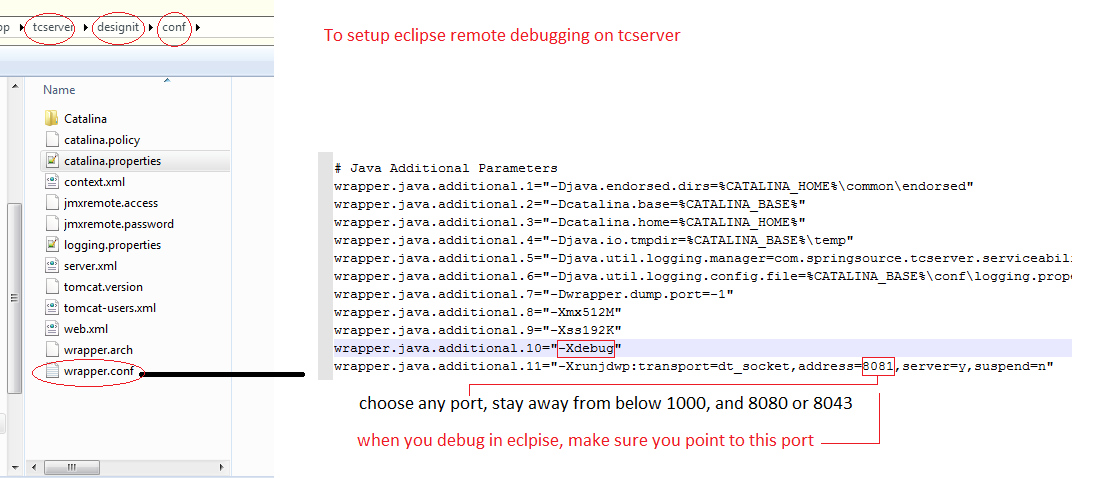 op tcserver designit conf
To setup eclipse remote debugging on tcserver
Name
Catalina
catalina.policy
catalina.properties
context.xml
jmxremote.access
jmxremote.password
logging.properties
server.xml
tomcat.version
tomcat-users.xml
web.xml
wrapper.arch
wrapper.conf
# Java Additional Parameters
wrapper.java.additional.1="-Djava.endorsed.dirs=%CATALINA_HOME%\common\endorsed"
wrapper.java.additional.2="-Dcatalina.base=%CATALINA_BASE%"
wrapper.java.additional.3="-Dcatalina.home=%CATALINA_HOME%"
wrapper.java.additional.4="-Djava.io.tmpdir=%CATALINA_BASE%\temp"
wrapper.java.additional.5="-Djava.util.logging.manager=com.springsource.tcserver.serviceabili
wrapper.java.additional.6="-Djava.util.logging.config.file=%CATALINA_BASE%\conf\logging.prope
wrapper.java.additional.7="-Dwrapper.dump.port=-1"
wrapper.java.additional.8="-Xmx512M"
wrapper.java.additional.9="-Xss192K"
wrapper.java.additional.10="-Xdebug"
wrapper.java.additional.11="-Xrunjdwp:transport=dt_socket,address=8081,server=y,suspend=n"
choose any port, stay away from below 1000, and 8080 or 8043
when you debug in eclpise, make sure you point to this port